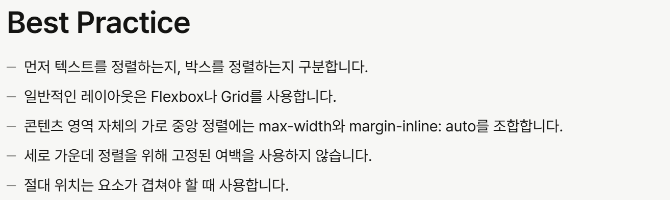 Best Practice
— 먼저 텍스트를 정렬하는지, 박스를 정렬하는지 구분합니다.
— 일반적인 레이아웃은 Flexbox나 Grid를 사용합니다.
— 콘텐츠 영역 자체의 가로 중앙 정렬에는 max-width와 margin-inline: auto를 조합합니다.
— 세로 가운데 정렬을 위해 고정된 여백을 사용하지 않습니다.
— 절대 위치는 요소가 겹쳐야 할 때 사용합니다.